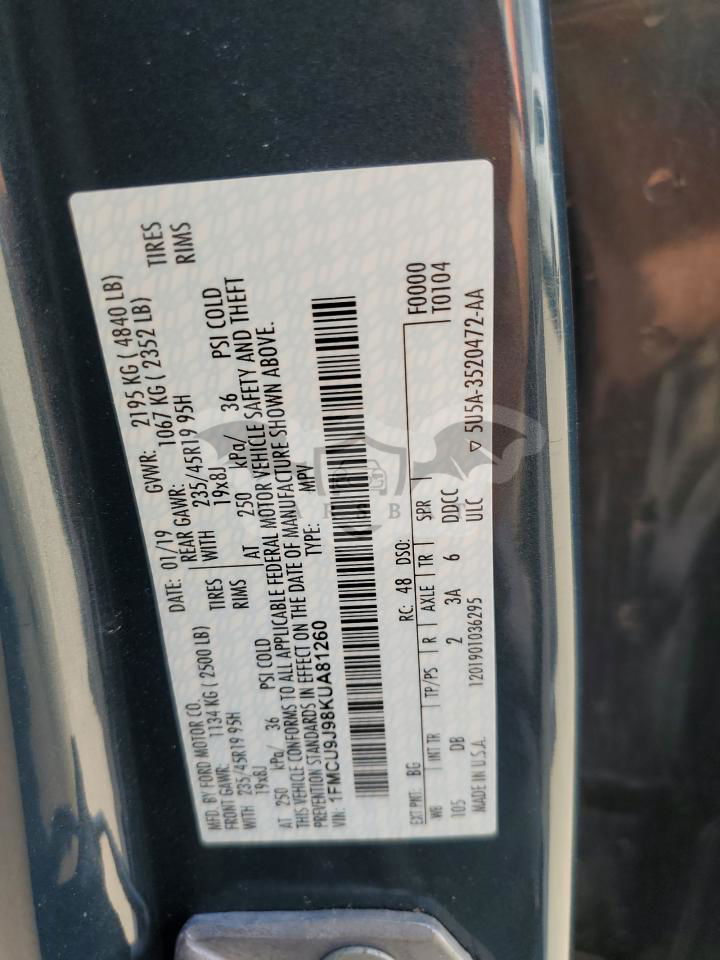 MFD. BY FORD MOTOR CO.
DATE: 01/19 GVWR: 2195 KG ( 4840 LB)
FRONT GAWR: 1134 KG ( 2500 LB) REAR GAWR: 1067 KG ( 2352 LB)
WITH 235/45R19 95H TIRES WITH 235/45R19 95H TIRES
19x8J RIMS 19x8J RIMS
AT 250 kPa/ 36 PSI COLD AT 250 kPa/ 36 PSI COLD
THIS VEHICLE CONFORMS TO ALL APPLICABLE FEDERAL MOTOR VEHICLE SAFETY AND THEFT
PREVENTION STANDARDS IN EFFECT ON THE DATE OF MANUFACTURE SHOWN ABOVE.
VIN: 1FMCU9J98KUA81260 TYPE: MPV
EXT PNT: BG RC: 48 DSO: F0000
WB INT TR TP/PS R AXLE TR SPR T0104
105 DB 2 3A 6 DDCC
MADE IN U.S.A. 1201901036295 ULC ▽ 5U5A-3520472-AA